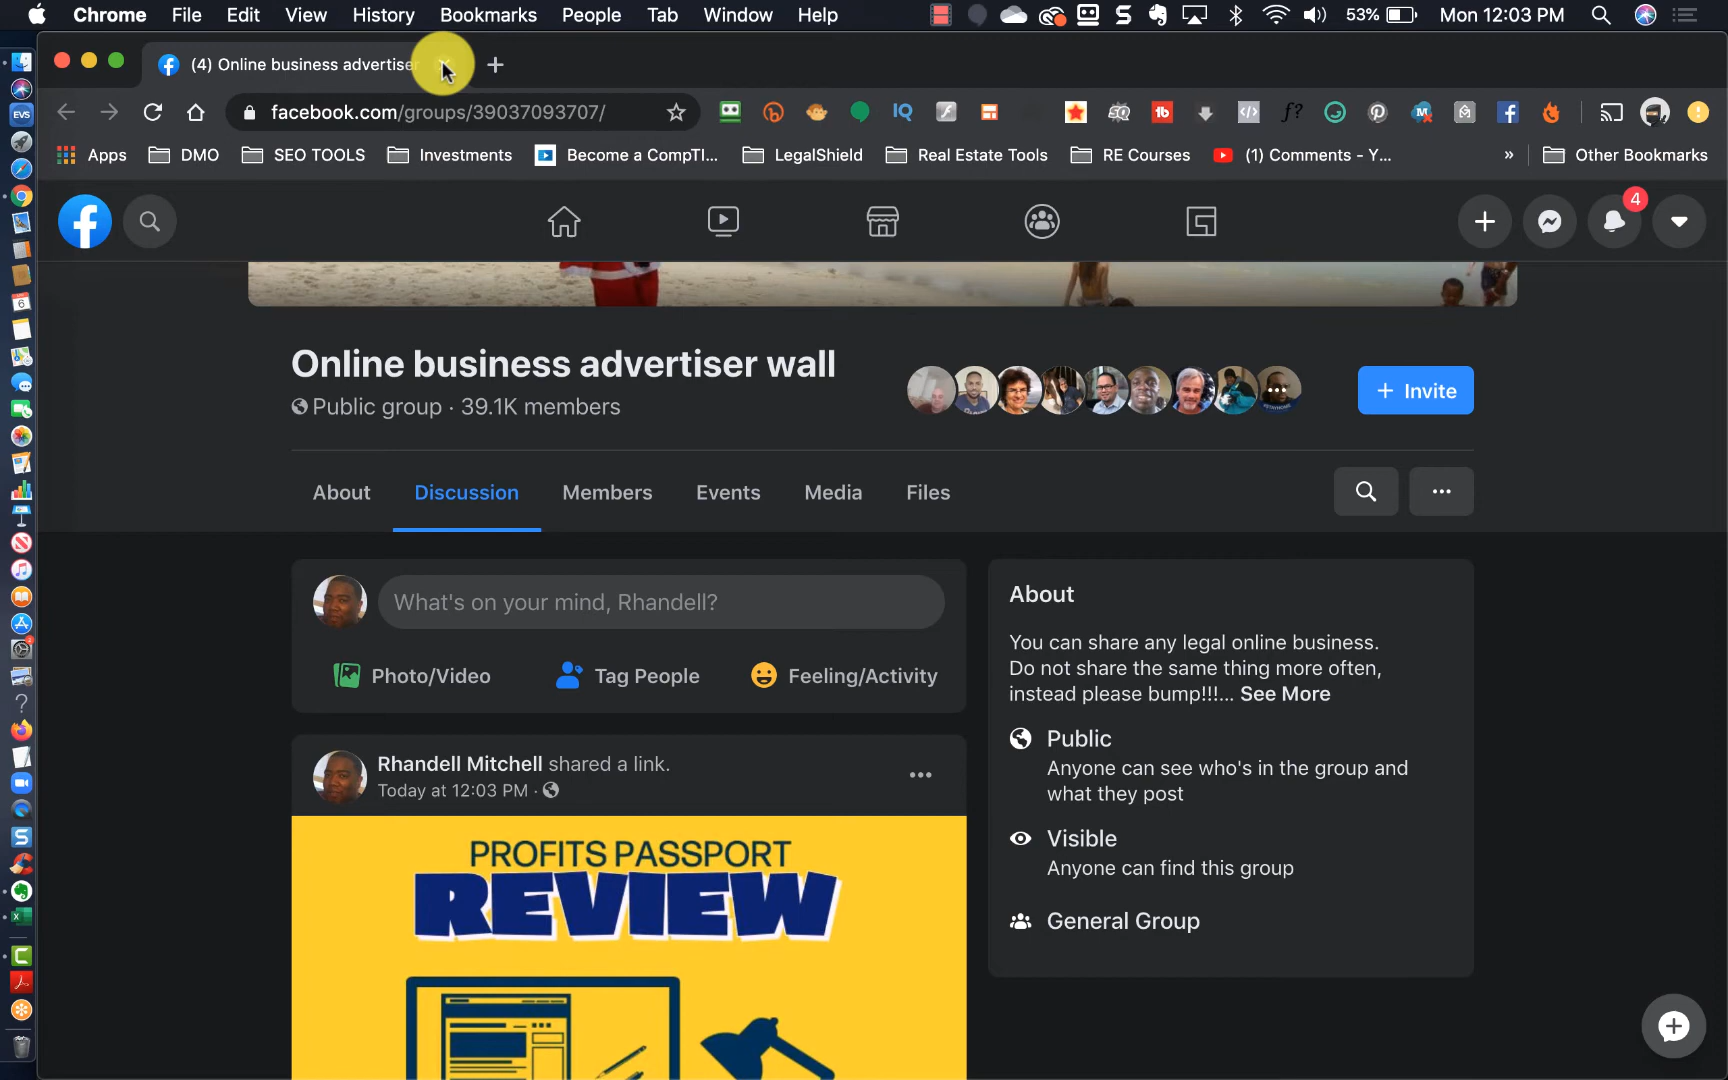 Chrome File Edit View History Bookmarks People Tab Window Help 53% Mon 12:03 PM
(4) Online business advertiser
facebook.com/groups/39037093707/
Apps DMO SEO TOOLS Investments Become a CompTI... LegalShield Real Estate Tools RE Courses (1) Comments - Y... » Other Bookmarks
4
Online business advertiser wall
Public group · 39.1K members
+ Invite
About Discussion Members Events Media Files
What's on your mind, Rhandell?
Photo/Video Tag People Feeling/Activity
Rhandell Mitchell shared a link.
Today at 12:03 PM ·
PROFITS PASSPORT
REVIEW
About
You can share any legal online business.
Do not share the same thing more often,
instead please bump!!!... See More
Public
Anyone can see who's in the group and
what they post
Visible
Anyone can find this group
General Group